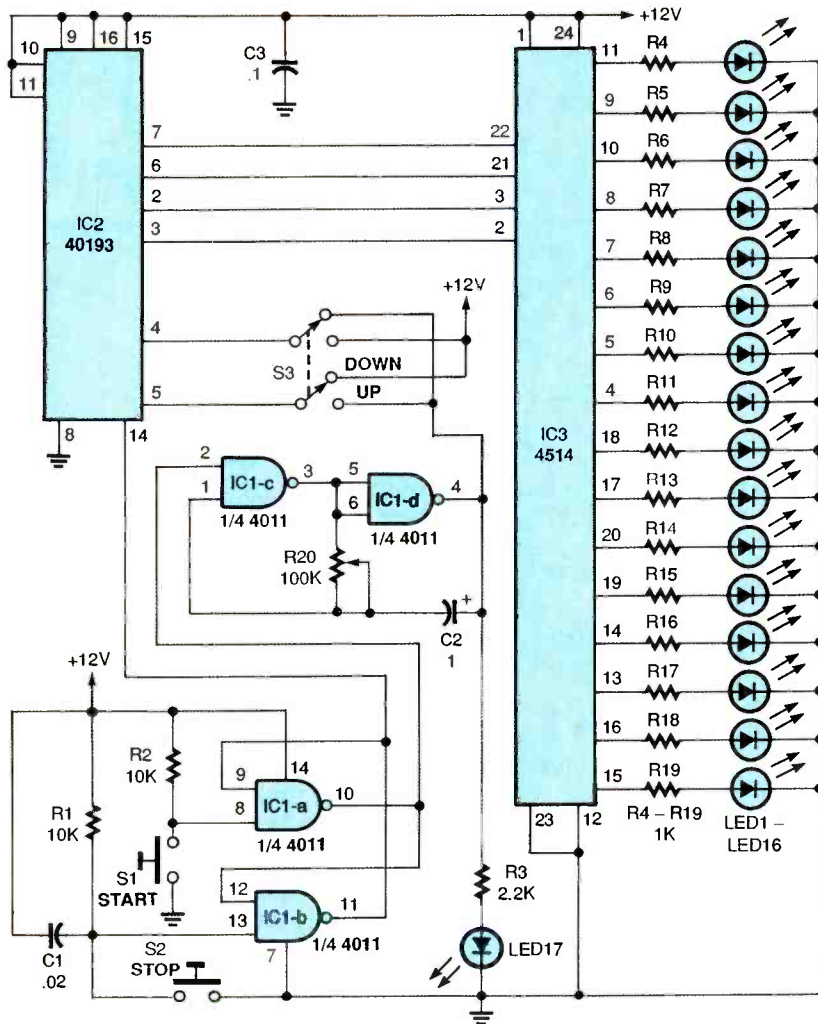 +12V
9 16 15
10
11
C3
.1
1 24
11 R4
9 R5
10 R6
8 R7
7 R8
6 R9
5 R10
4 R11
18 R12
17 R13
20 R14
19 R15
14 R16
13 R17
16 R18
15 R19
7 22
6 21
2 3
3 2
IC2
40193
+12V
4
S3
DOWN
UP
5
8 14
IC3
4514
2
1
IC1-c
3
1/4 4011
5
6
IC1-d
4
1/4 4011
R20
100K
+
C2
1
+12V
R2
10K
R1
10K
14
9
8
IC1-a
10
1/4 4011
S1
START
12
13
IC1-b
11
7
1/4 4011
C1
.02
S2
STOP
23 12
R4 – R19
1K
LED1 –
LED16
R3
2.2K
LED17